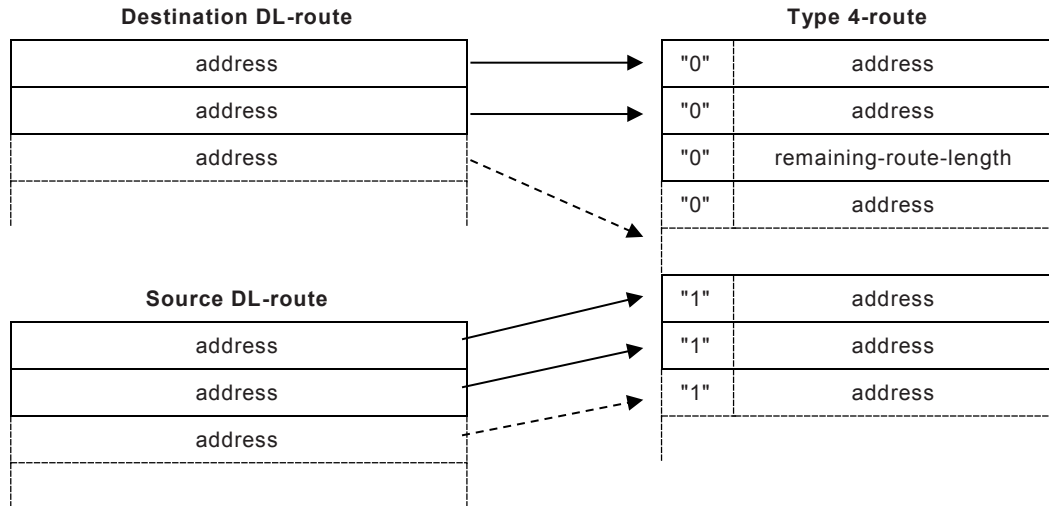 Destination DL-route
address
address
address
Source DL-route
address
address
address
Type 4-route
"0" address
"0" address
"0" remaining-route-length
"0" address
"1" address
"1" address
"1" address